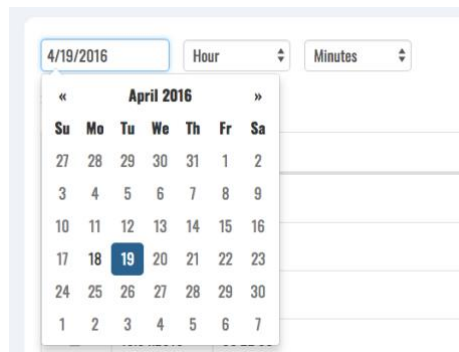 4/19/2016 Hour Minutes
« April 2016 »
Su Mo Tu We Th Fr Sa
27 28 29 30 31 1 2
3 4 5 6 7 8 9
10 11 12 13 14 15 16
17 18 19 20 21 22 23
24 25 26 27 28 29 30
1 2 3 4 5 6 7